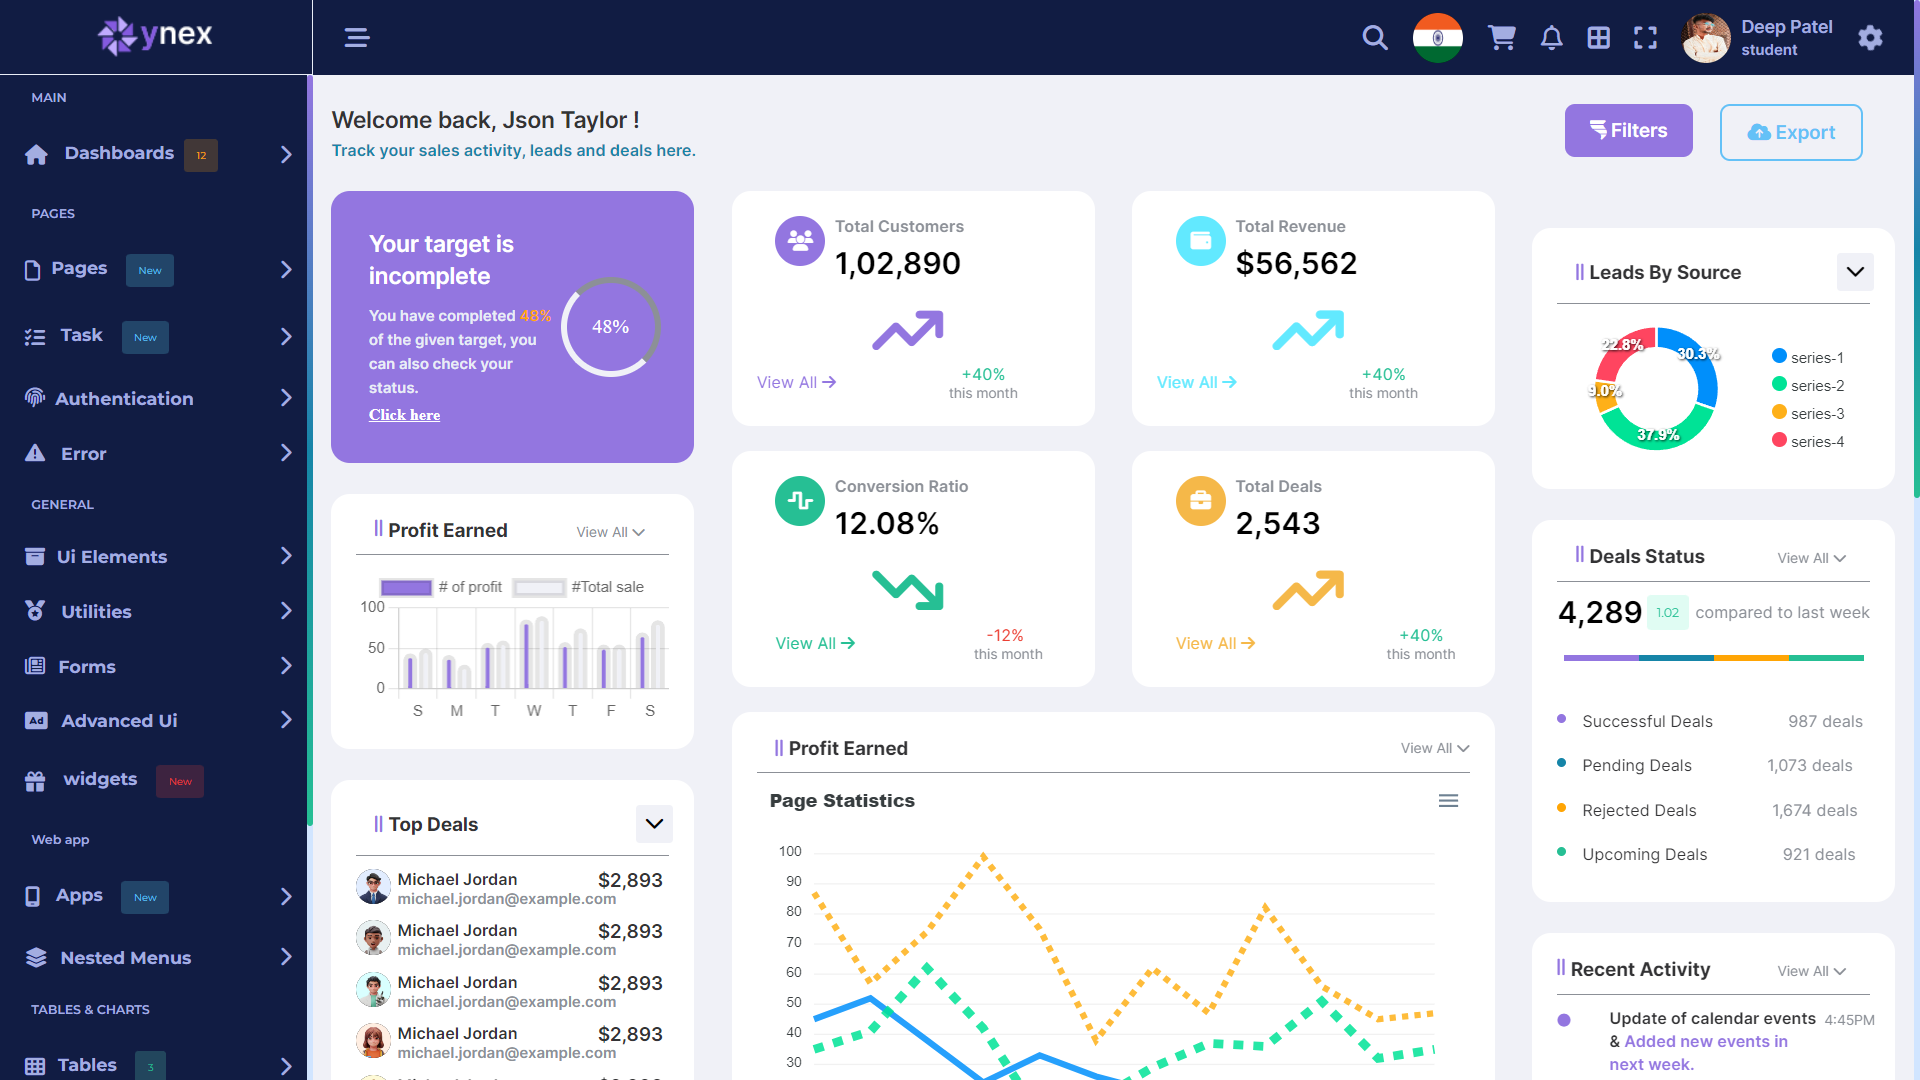 ynex
Deep Patel
student
MAIN
Dashboards 12
PAGES
Pages New
Task New
Authentication
Error
GENERAL
Ui Elements
Utilities
Forms
Ad Advanced Ui
widgets New
Web app
Apps New
Nested Menus
TABLES & CHARTS
Tables 3
Welcome back, Json Taylor !
Track your sales activity, leads and deals here.
Filters
Export
Your target is
incomplete
You have completed 48%
of the given target, you
can also check your
status.
Click here
48%
Total Customers
1,02,890
View All
+40%
this month
Total Revenue
$56,562
View All
+40%
this month
Conversion Ratio
12.08%
View All
-12%
this month
Total Deals
2,543
View All
+40%
this month
Profit Earned
View All
# of profit
#Total sale
100
50
0
S M T W T F S
Top Deals
Michael Jordan $2,893
michael.jordan@example.com
Michael Jordan $2,893
michael.jordan@example.com
Michael Jordan $2,893
michael.jordan@example.com
Michael Jordan $2,893
michael.jordan@example.com
Profit Earned
View All
Page Statistics
100
90
80
70
60
50
40
30
Leads By Source
22.8%
30.3%
9.0%
37.9%
series-1
series-2
series-3
series-4
Deals Status
View All
4,289 1.02 compared to last week
Successful Deals 987 deals
Pending Deals 1,073 deals
Rejected Deals 1,674 deals
Upcoming Deals 921 deals
Recent Activity
View All
Update of calendar events 4:45PM
& Added new events in
next week.